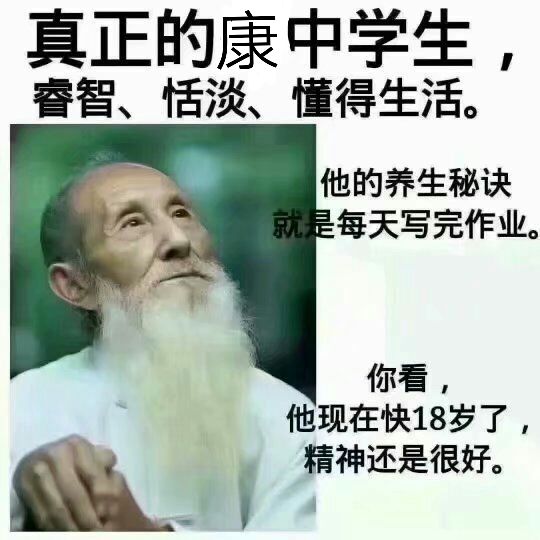 真正的康中学生，
睿智、恬淡、懂得生活。
他的养生秘诀
就是每天写完作业。
你看，
他现在快18岁了，
精神还是很好。